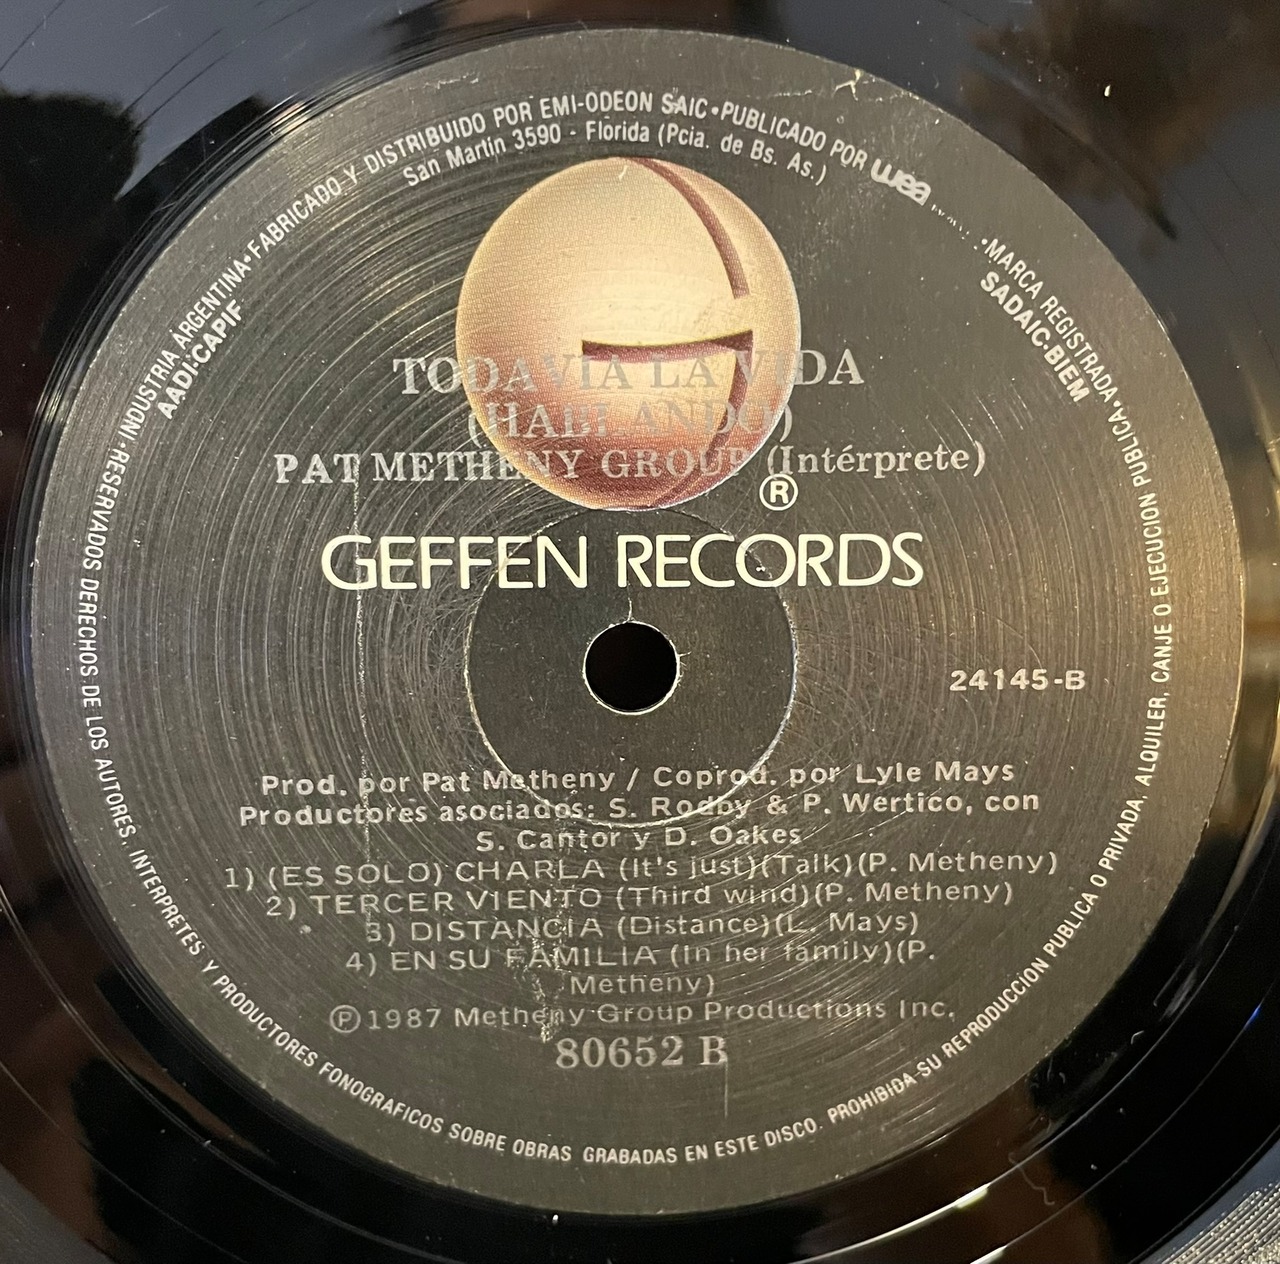 INDUSTRIA ARGENTINA•FABRICADO Y DISTRIBUIDO POR EMI-ODEON SAIC•PUBLICADO POR wea
San Martín 3590 - Florida (Pcia. de Bs. As.)
•MARCA REGISTRADA•
AADI-CAPIF
SADAIC-BIEM
TODAVIA LA VIDA
(HABLANDO)
PAT METHENY GROUP (Intérprete)
®
GEFFEN RECORDS
24145-B
Prod. por Pat Metheny / Coprod. por Lyle Mays
Productores asociados: S. Rodby & P. Wertico, con
S. Cantor y D. Oakes
1) (ES SOLO) CHARLA (It's just)(Talk)(P. Metheny)
2) TERCER VIENTO (Third wind)(P. Metheny)
3) DISTANCIA (Distance)(L. Mays)
4) EN SU FAMILIA (In her family)(P.
Metheny)
℗1987 Metheny Group Productions Inc.
80652 B
RESERVADOS DERECHOS DE LOS AUTORES, INTERPRETES Y PRODUCTORES FONOGRAFICOS SOBRE OBRAS GRABADAS EN ESTE DISCO. PROHIBIDA SU REPRODUCCION PUBLICA O PRIVADA, ALQUILER, CANJE O EJECUCION PUBLICA•